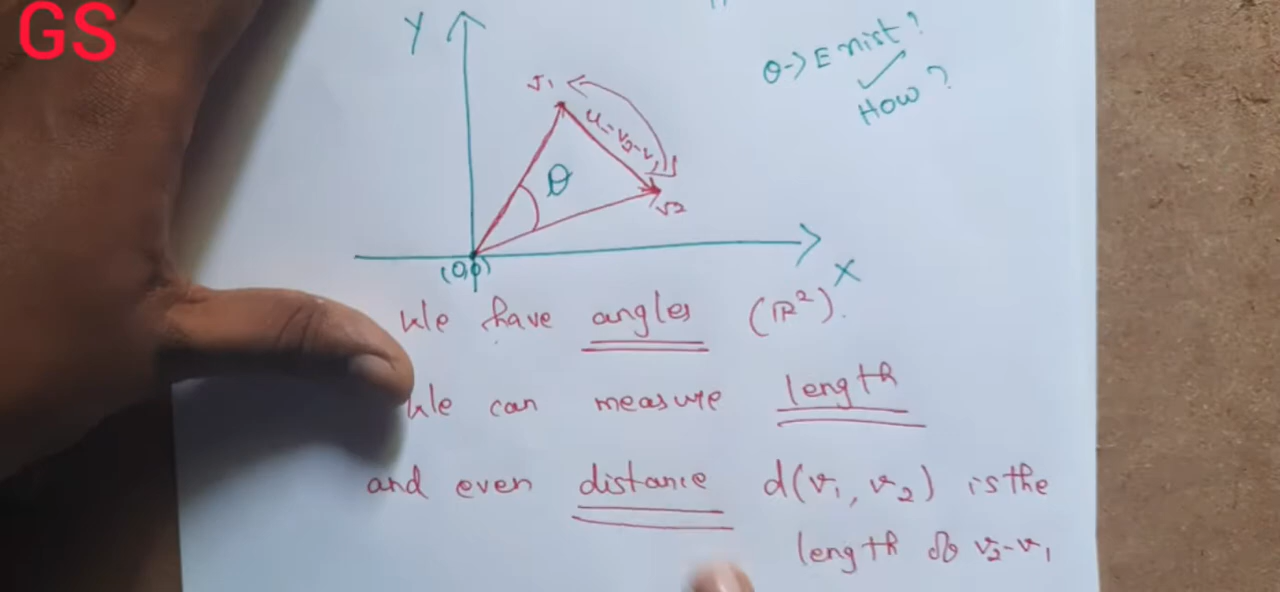 GS
Y
θ -> Exist?
How?
v1
u = v2-v1
θ
v2
(0,0)
X
We have angles (ℝ²).
We can measure length
and even distance d(v1, v2) is the
length of v2-v1